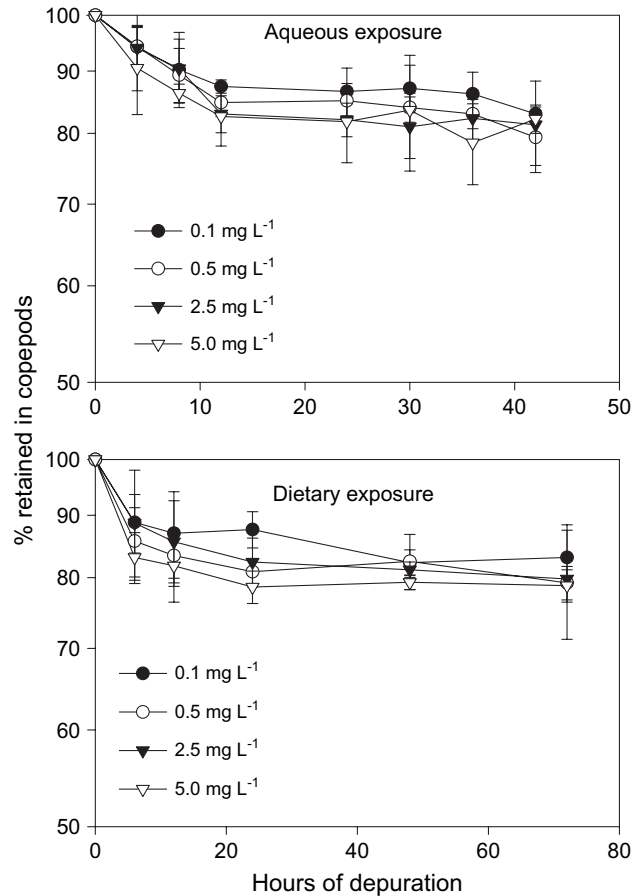 % retained in copepods
Aqueous exposure
100
90
80
70
60
50
0.1 mg L⁻¹
0.5 mg L⁻¹
2.5 mg L⁻¹
5.0 mg L⁻¹
0 10 20 30 40 50
Dietary exposure
100
90
80
70
60
50
0.1 mg L⁻¹
0.5 mg L⁻¹
2.5 mg L⁻¹
5.0 mg L⁻¹
0 20 40 60 80
Hours of depuration